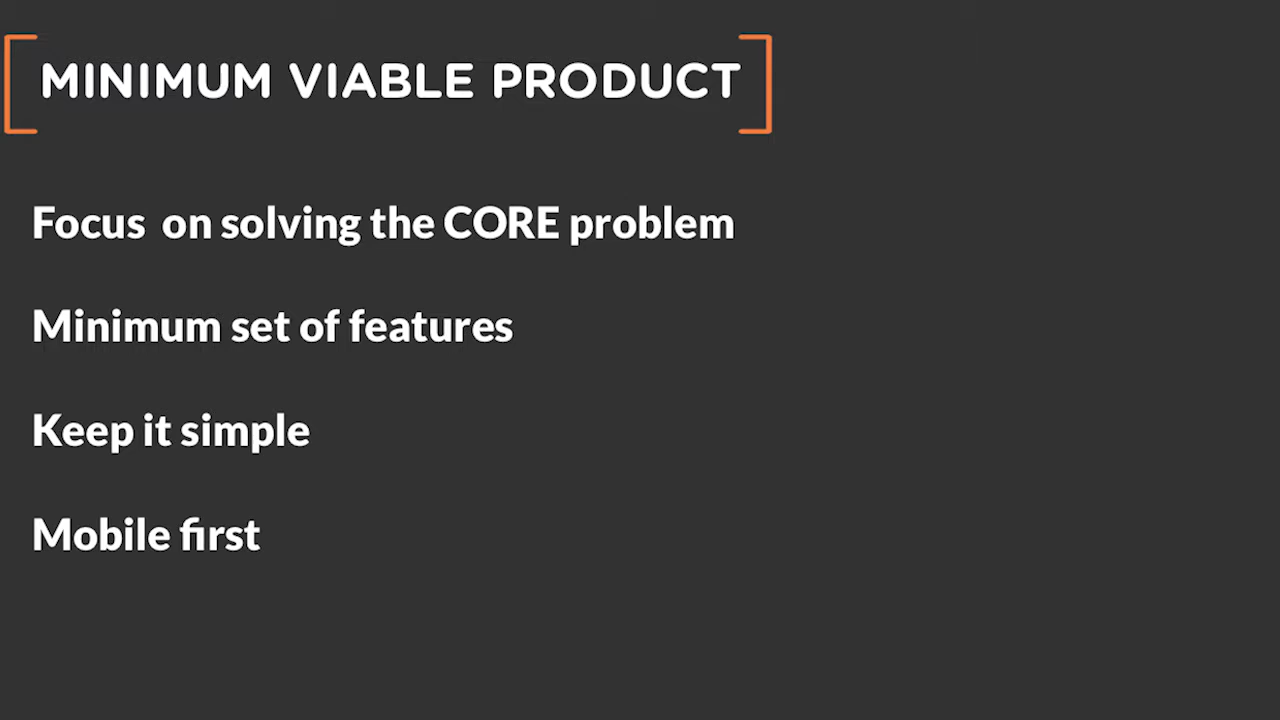 MINIMUM VIABLE PRODUCT
Focus  on solving the CORE problem
Minimum set of features
Keep it simple
Mobile first